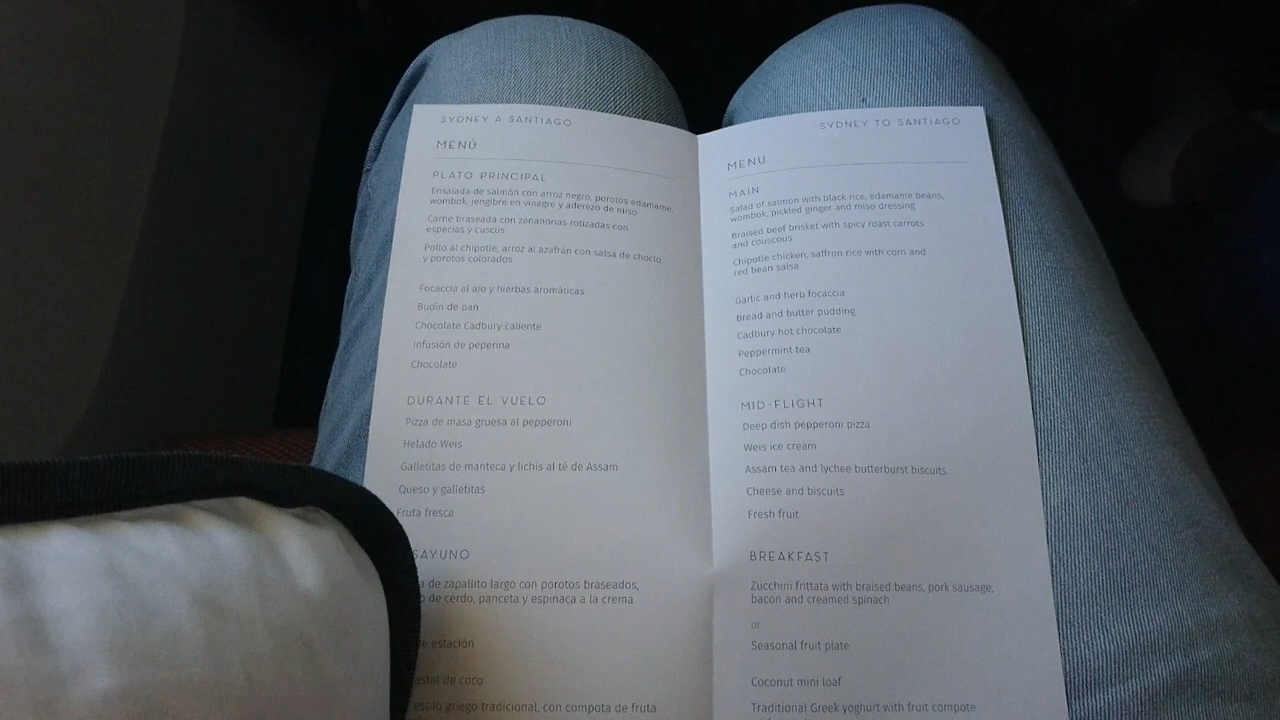 SYDNEY A SANTIAGO
MENÚ
PLATO PRINCIPAL
Ensalada de salmón con arroz negro, porotos edamame,
wombok, jengibre en vinagre y aderezo de miso
Carne braseada con zanahorias rotizadas con
especias y cuscús
Pollo al chipotle, arroz al azafrán con salsa de choclo
y porotos colorados
Focaccia al ajo y hierbas aromáticas
Budín de pan
Chocolate Cadbury caliente
Infusión de peperina
Chocolate
DURANTE EL VUELO
Pizza de masa gruesa al pepperoni
Helado Weis
Galletitas de manteca y lichis al té de Assam
Queso y galletitas
Fruta fresca
SAYUNO
a de zapallito largo con porotos braseados,
o de cerdo, panceta y espinaca a la crema
de estación
astel de coco
estilo griego tradicional, con compota de fruta
SYDNEY TO SANTIAGO
MENU
MAIN
Salad of salmon with black rice, edamame beans,
wombok, pickled ginger and miso dressing
Braised beef brisket with spicy roast carrots
and couscous
Chipotle chicken, saffron rice with corn and
red bean salsa
Garlic and herb focaccia
Bread and butter pudding
Cadbury hot chocolate
Peppermint tea
Chocolate
MID-FLIGHT
Deep dish pepperoni pizza
Weis ice cream
Assam tea and lychee butterburst biscuits
Cheese and biscuits
Fresh fruit
BREAKFAST
Zucchini frittata with braised beans, pork sausage,
bacon and creamed spinach
or
Seasonal fruit plate
Coconut mini loaf
Traditional Greek yoghurt with fruit compote